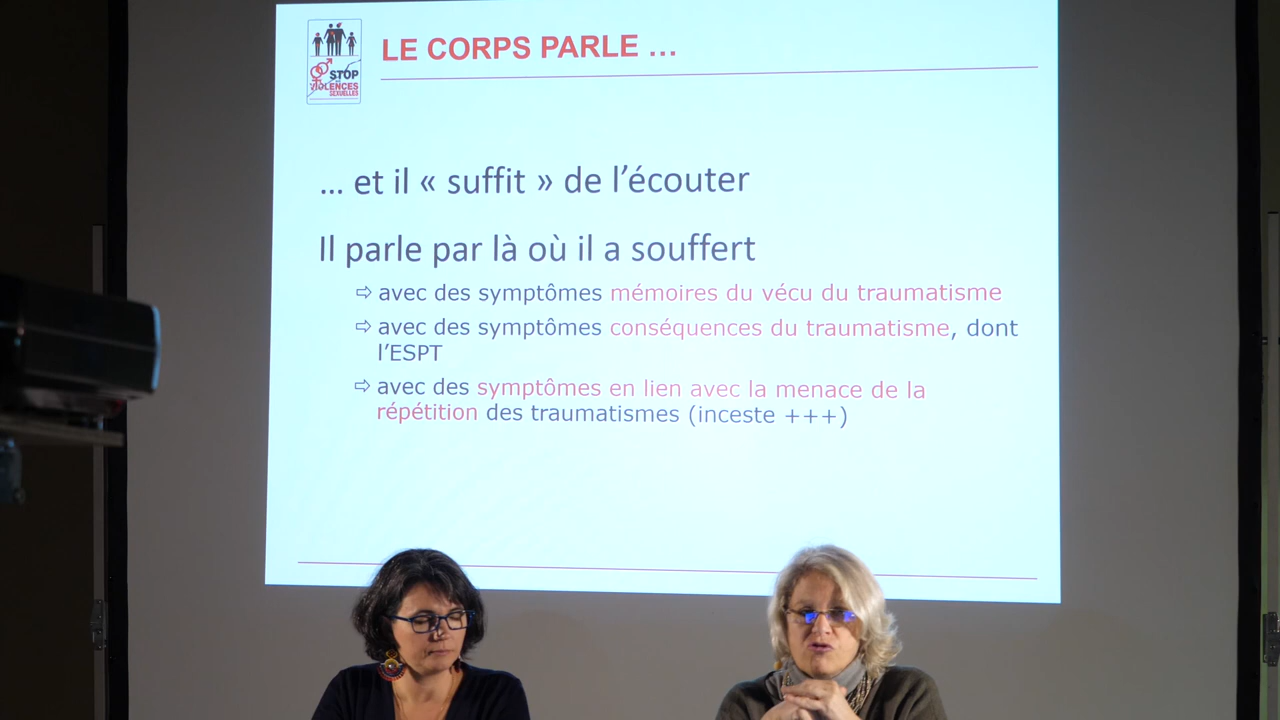 LE CORPS PARLE …
STOP
VIOLENCES
SEXUELLES
… et il « suffit » de l'écouter
Il parle par là où il a souffert
⇨ avec des symptômes mémoires du vécu du traumatisme
⇨ avec des symptômes conséquences du traumatisme, dont
l'ESPT
⇨ avec des symptômes en lien avec la menace de la
répétition des traumatismes (inceste +++)